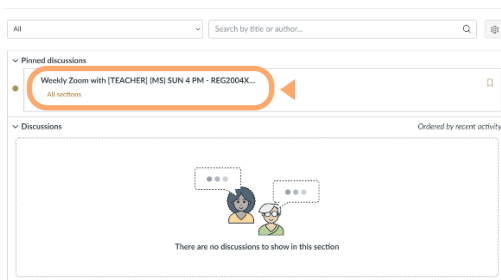 All
Search by title or author...
Pinned discussions
Weekly Zoom with [TEACHER] (MS) SUN 4 PM - REG2004X...
All sections
Discussions
Ordered by recent activity
There are no discussions to show in this section